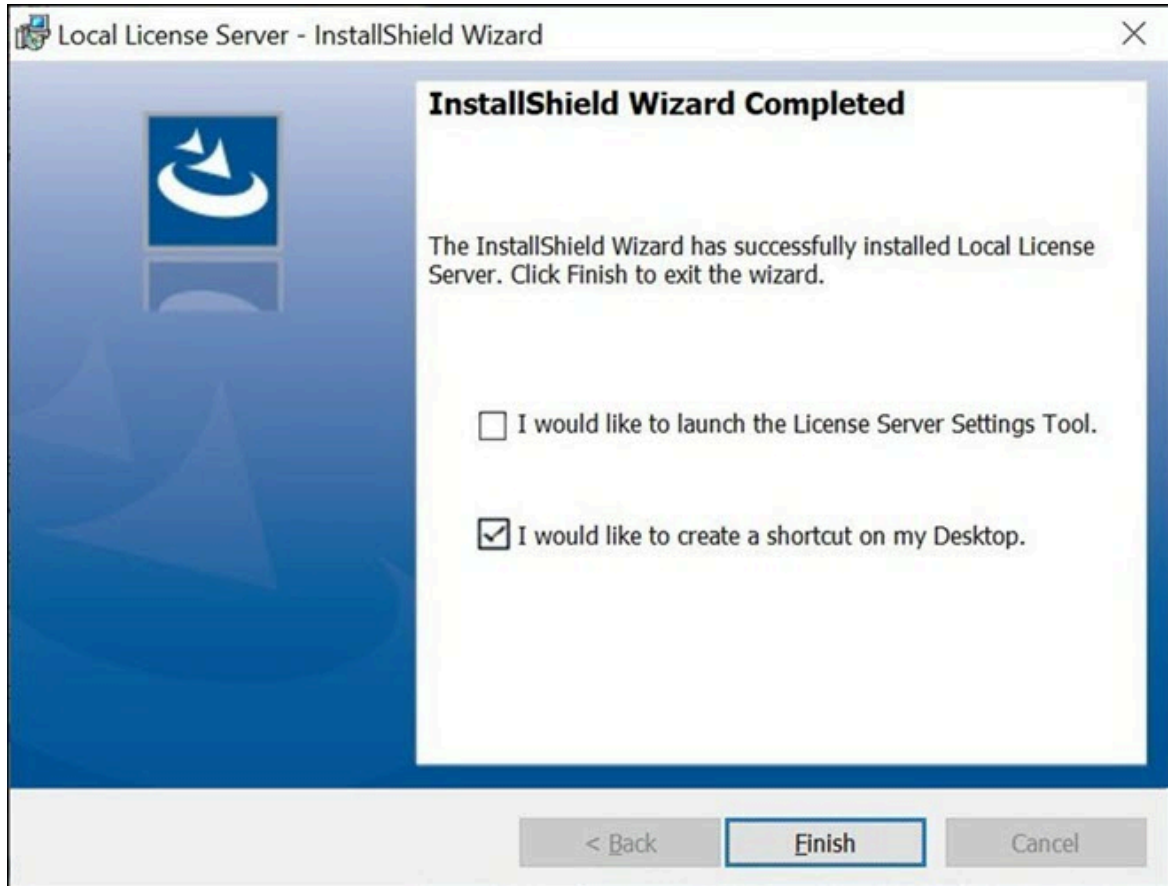 Local License Server - InstallShield Wizard
InstallShield Wizard Completed
The InstallShield Wizard has successfully installed Local License
Server. Click Finish to exit the wizard.
I would like to launch the License Server Settings Tool.
I would like to create a shortcut on my Desktop.
< Back
Finish
Cancel